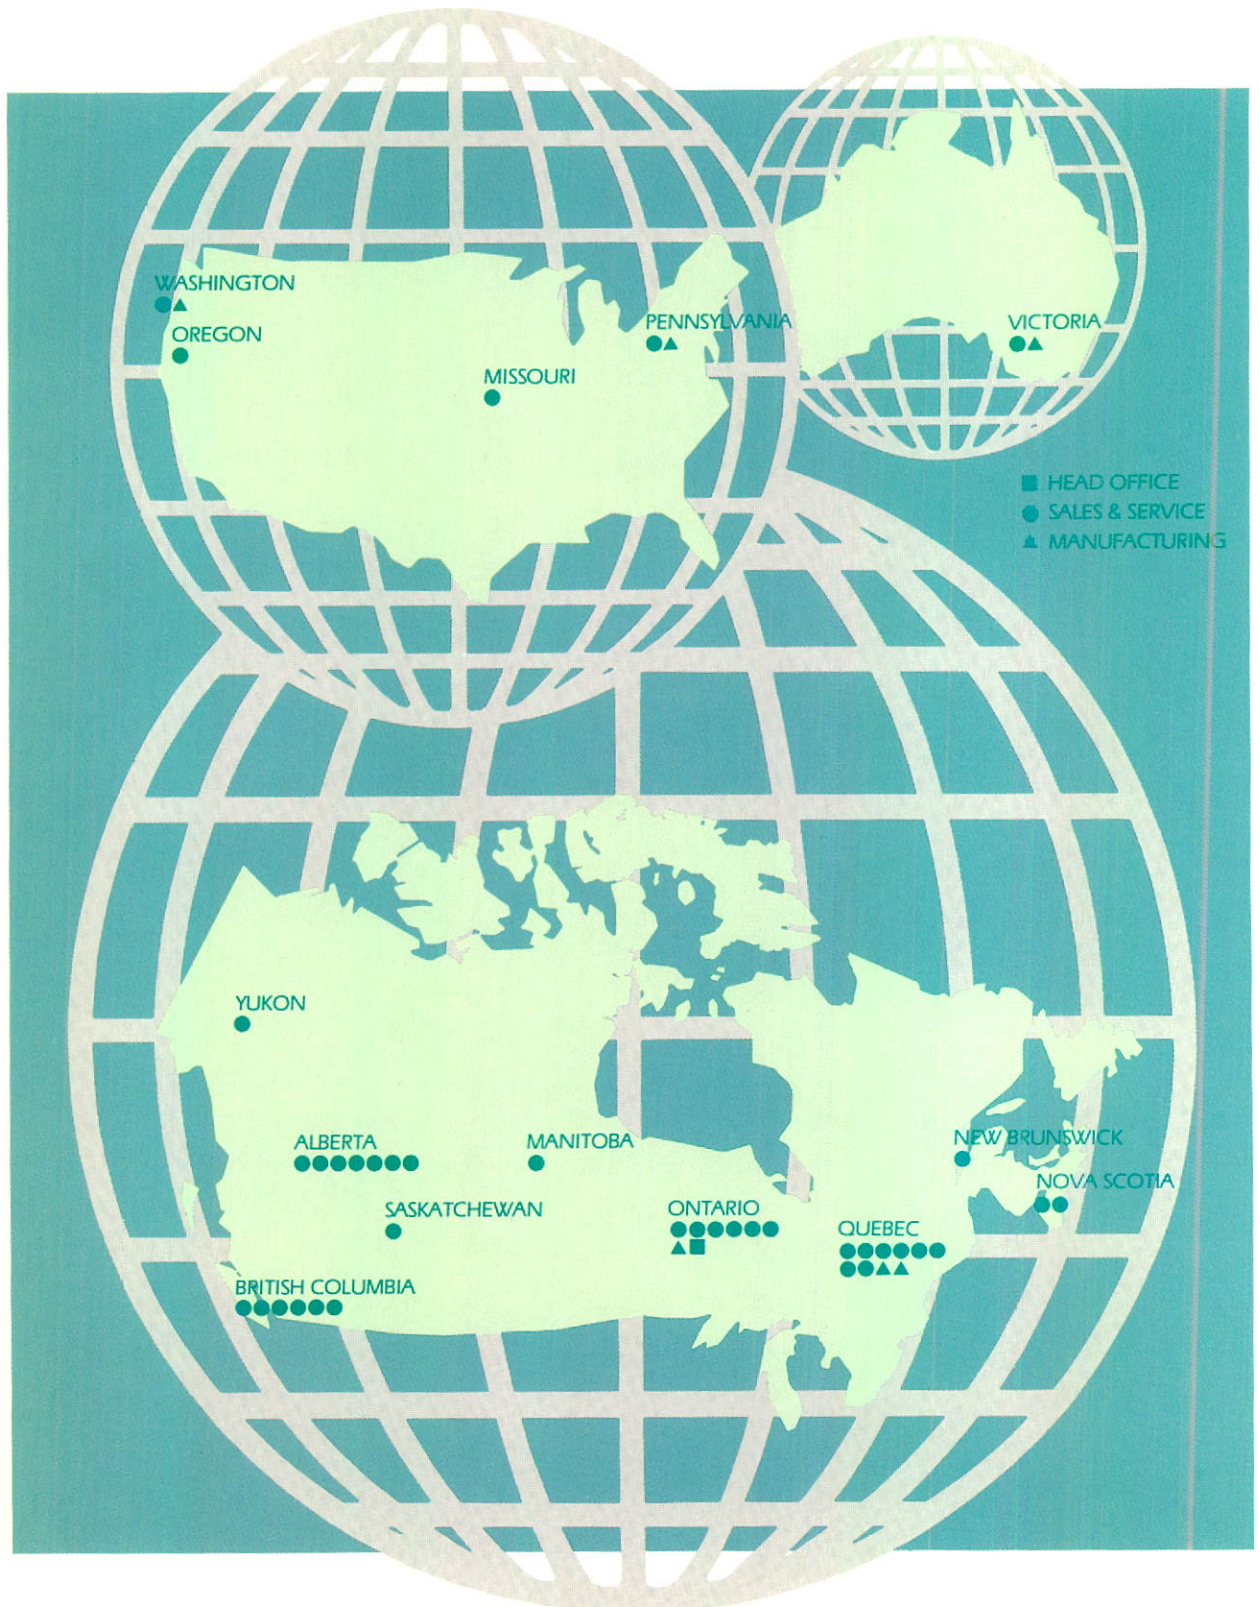 WASHINGTON
OREGON
MISSOURI
PENNSYLVANIA
VICTORIA
HEAD OFFICE
SALES & SERVICE
MANUFACTURING
YUKON
ALBERTA
MANITOBA
SASKATCHEWAN
BRITISH COLUMBIA
ONTARIO
QUEBEC
NEW BRUNSWICK
NOVA SCOTIA